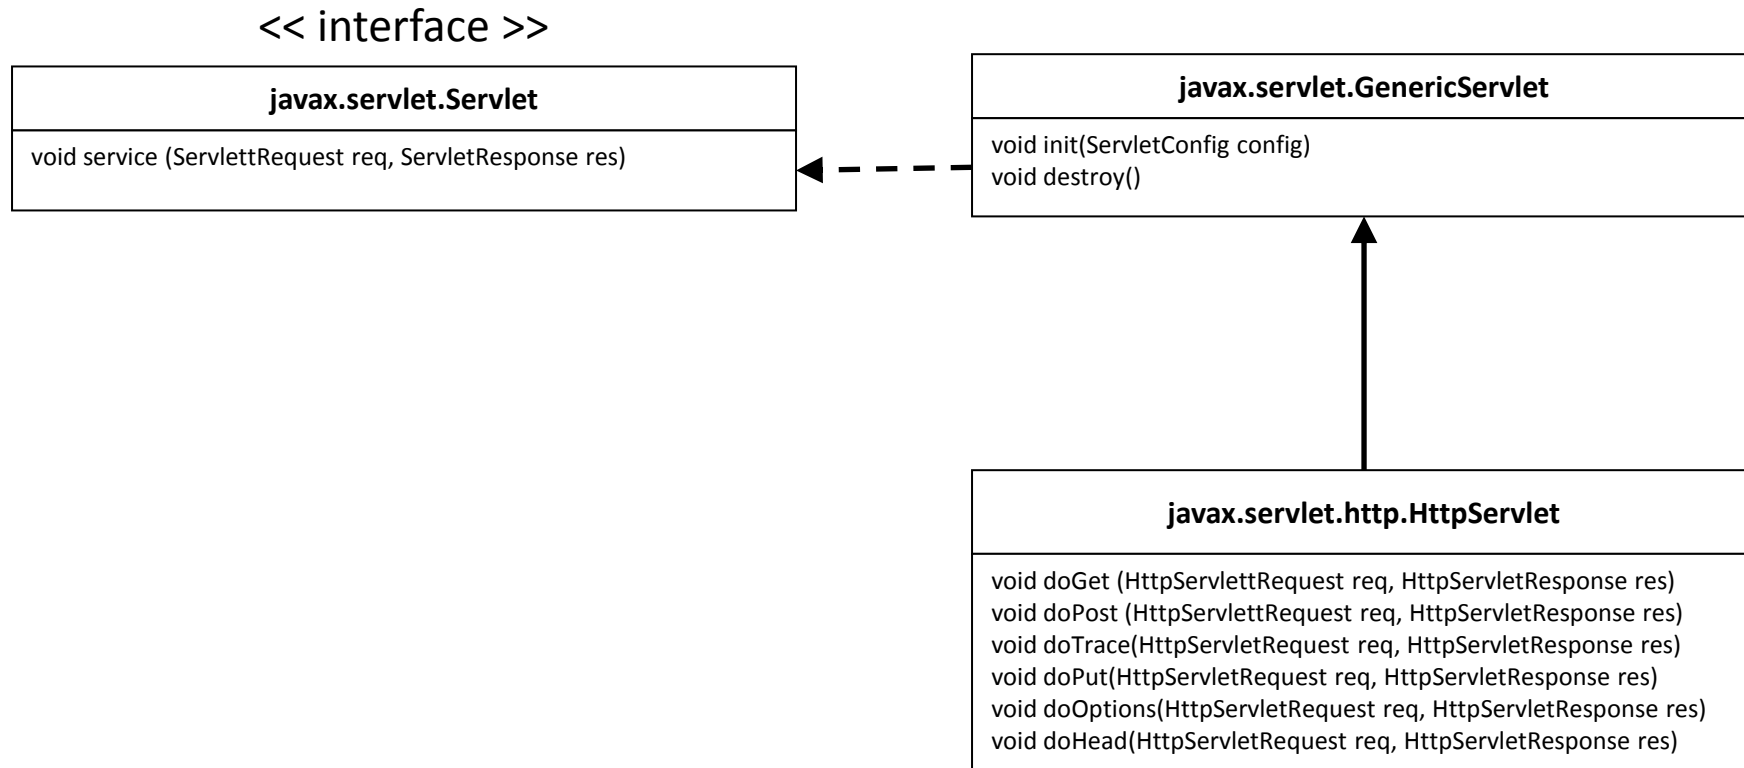 << interface >>
javax.servlet.Servlet
void service (ServlettRequest req, ServletResponse res)
javax.servlet.GenericServlet
void init(ServletConfig config)
void destroy()
javax.servlet.http.HttpServlet
void doGet (HttpServlettRequest req, HttpServletResponse res)
void doPost (HttpServlettRequest req, HttpServletResponse res)
void doTrace(HttpServletRequest req, HttpServletResponse res)
void doPut(HttpServletRequest req, HttpServletResponse res)
void doOptions(HttpServletRequest req, HttpServletResponse res)
void doHead(HttpServletRequest req, HttpServletResponse res)